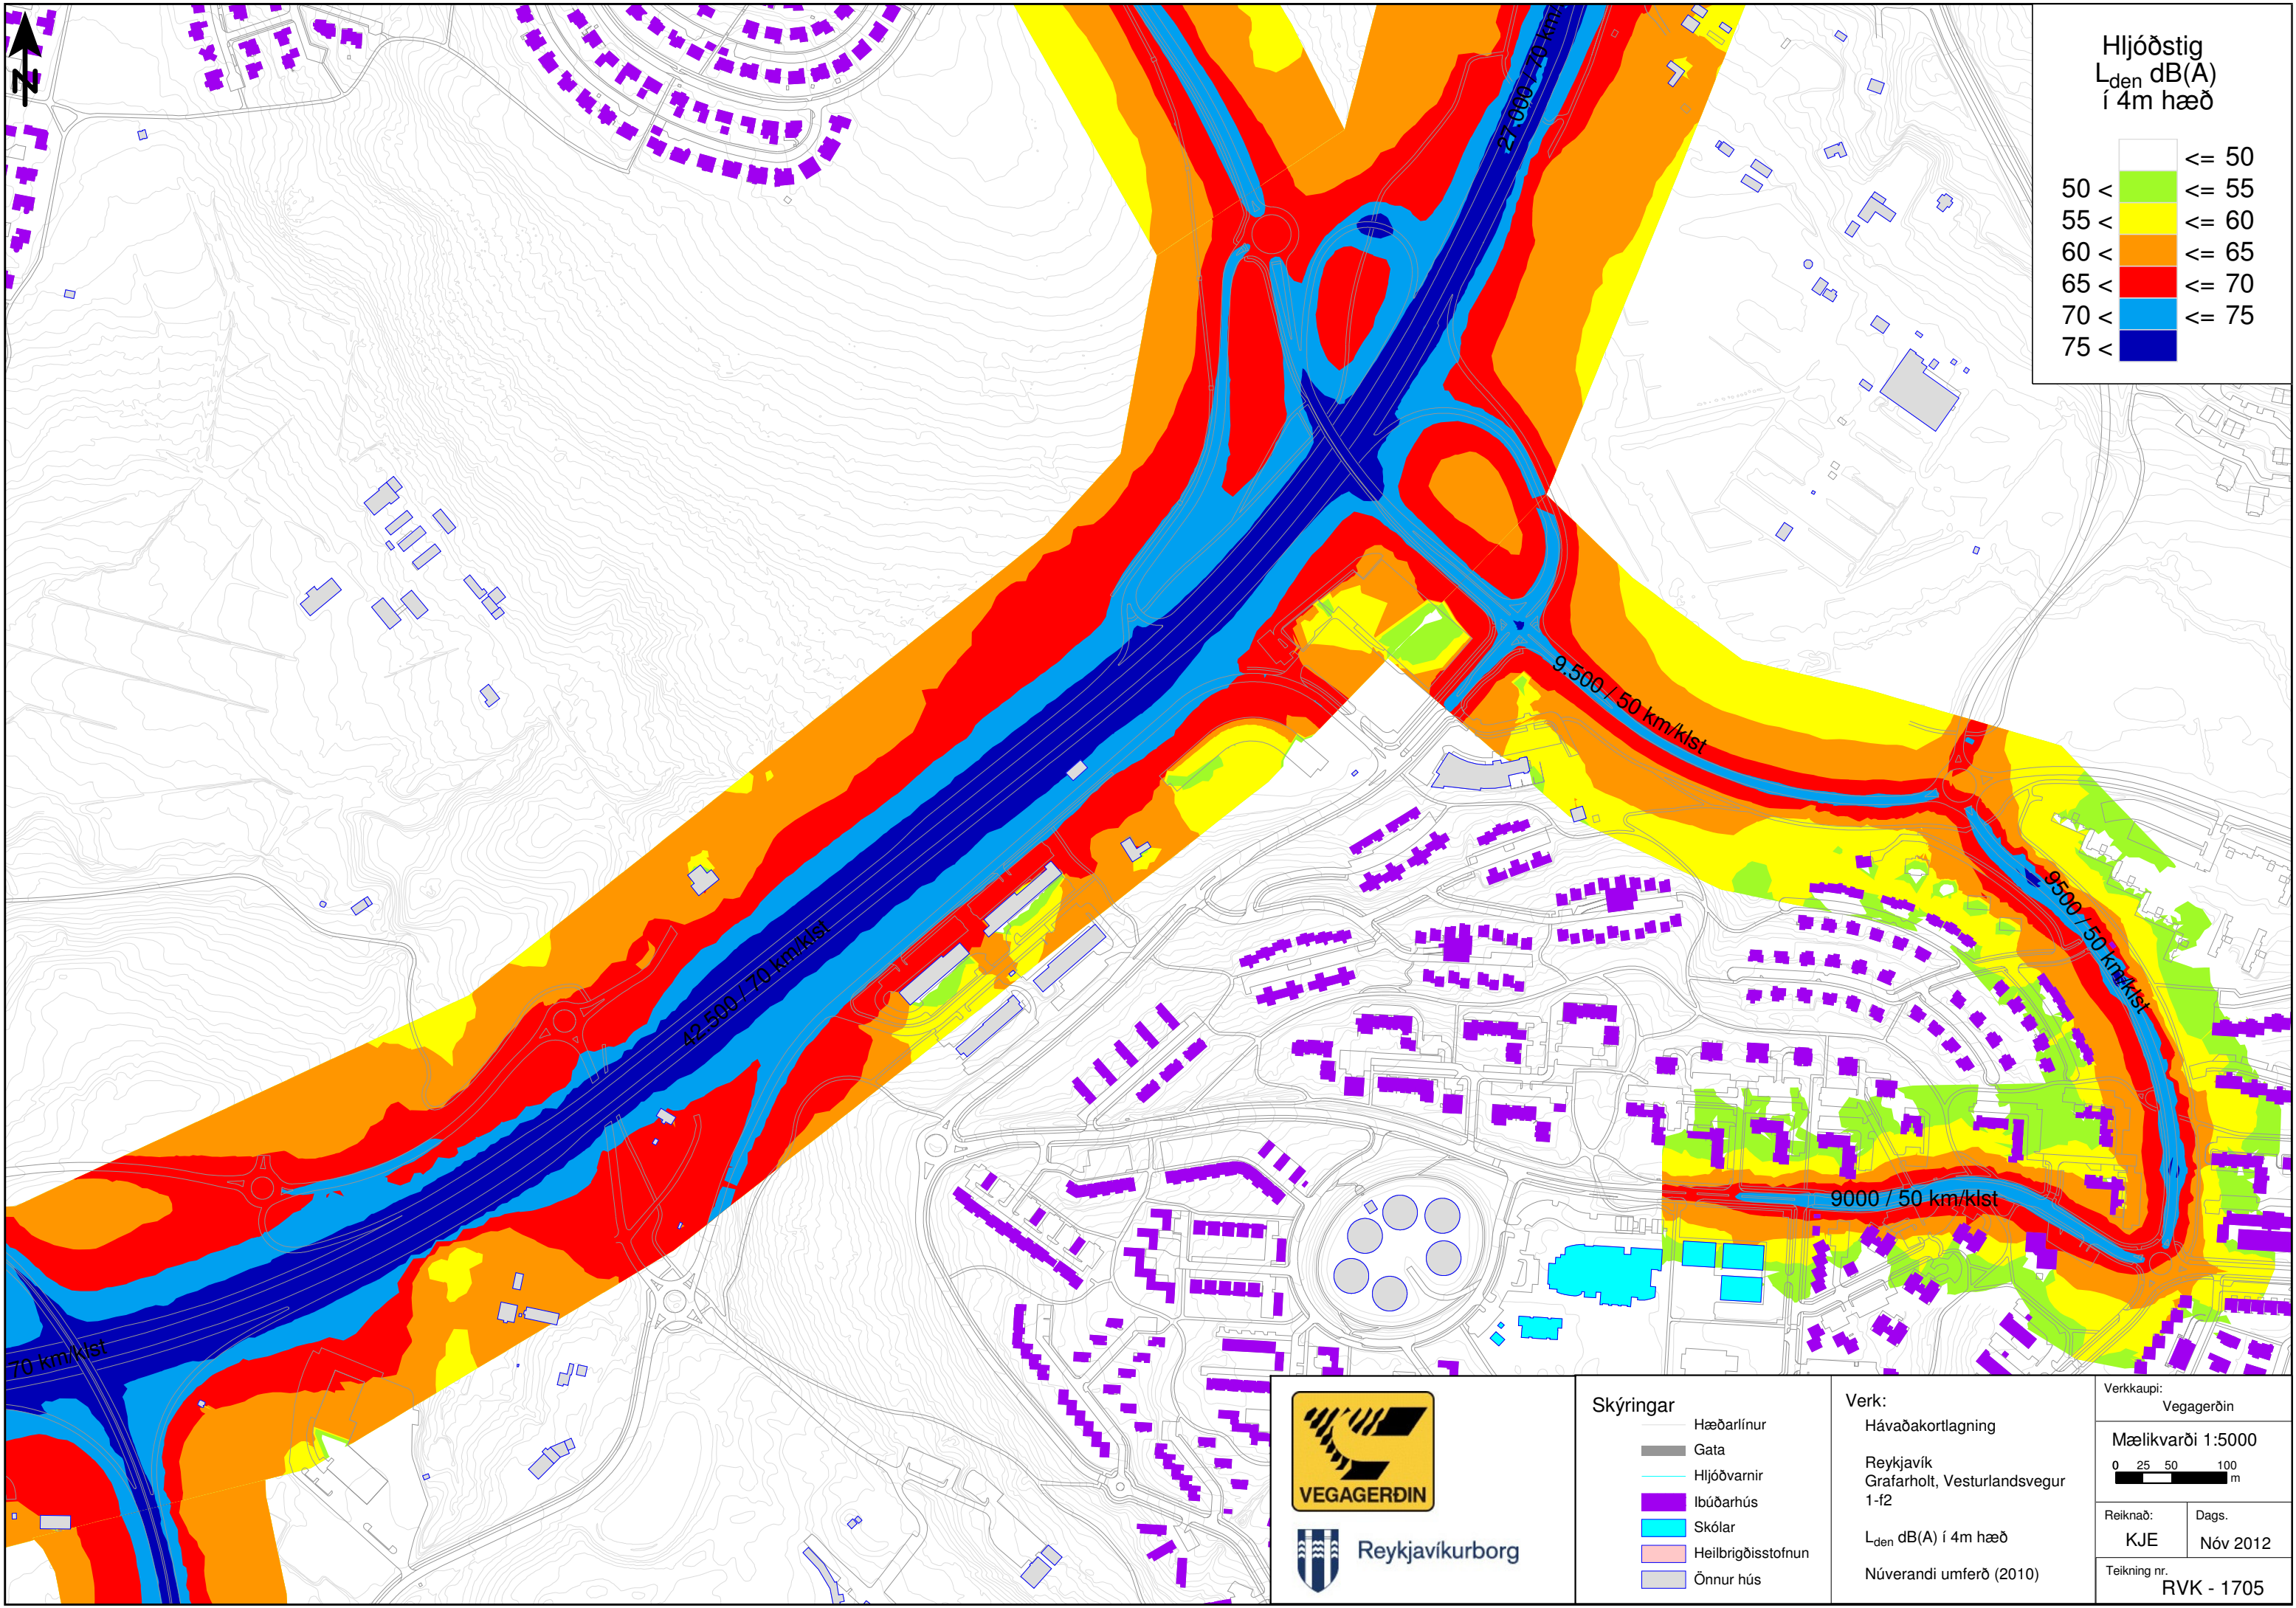 N
Hljóðstig
Lden dB(A)
í 4m hæð
<= 50
50 < <= 55
55 < <= 60
60 < <= 65
65 < <= 70
70 < <= 75
75 <
27.000 / 70 km/
9.500 / 50 km/klst
9500 / 50 km/klst
42.500 / 70 km/klst
9000 / 50 km/klst
70 km/klst
VEGAGERÐIN
Reykjavíkurborg
Skýringar
Hæðarlínur
Gata
Hljóðvarnir
Ibúðarhús
Skólar
Heilbrigðisstofnun
Önnur hús
Verk:
Hávaðakortlagning
Reykjavík
Grafarholt, Vesturlandsvegur
1-f2
Lden dB(A) í 4m hæð
Núverandi umferð (2010)
Verkkaupi:
Vegagerðin
Mælikvarði 1:5000
0 25 50 100
m
Reiknað: Dags.
KJE Nóv 2012
Teikning nr.
RVK - 1705